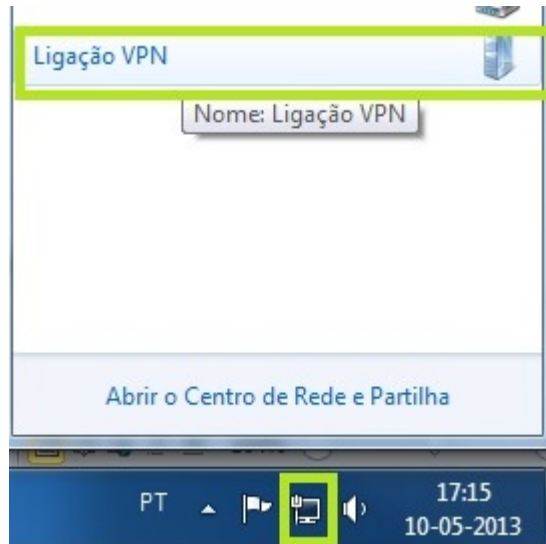 Ligação VPN
Nome: Ligação VPN
Abrir o Centro de Rede e Partilha
PT
17:15
10-05-2013